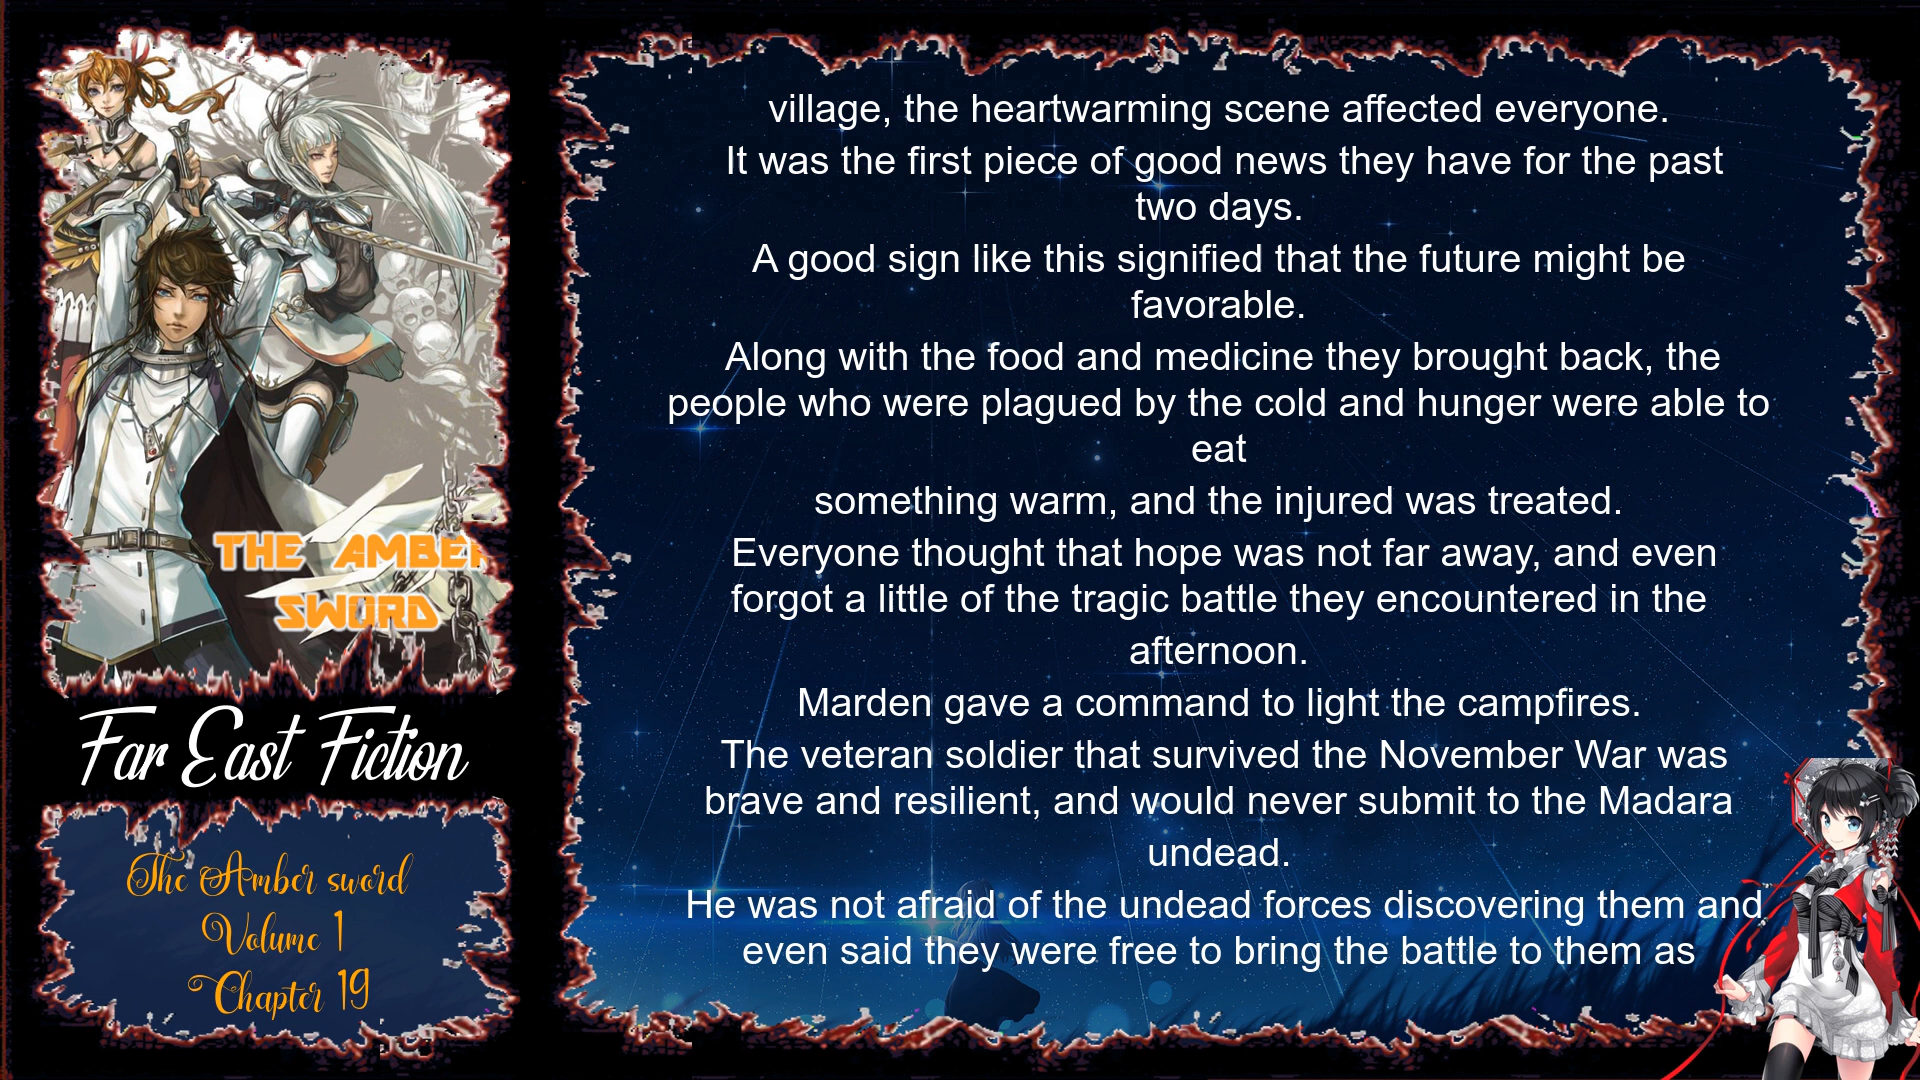 THE AMBER
SWORD
Far East Fiction
The Amber sword
Volume 1
Chapter 19
village, the heartwarming scene affected everyone.
It was the first piece of good news they have for the past
two days.
A good sign like this signified that the future might be
favorable.
Along with the food and medicine they brought back, the
people who were plagued by the cold and hunger were able to
eat
something warm, and the injured was treated.
Everyone thought that hope was not far away, and even
forgot a little of the tragic battle they encountered in the
afternoon.
Marden gave a command to light the campfires.
The veteran soldier that survived the November War was
brave and resilient, and would never submit to the Madara
undead.
He was not afraid of the undead forces discovering them and
even said they were free to bring the battle to them as